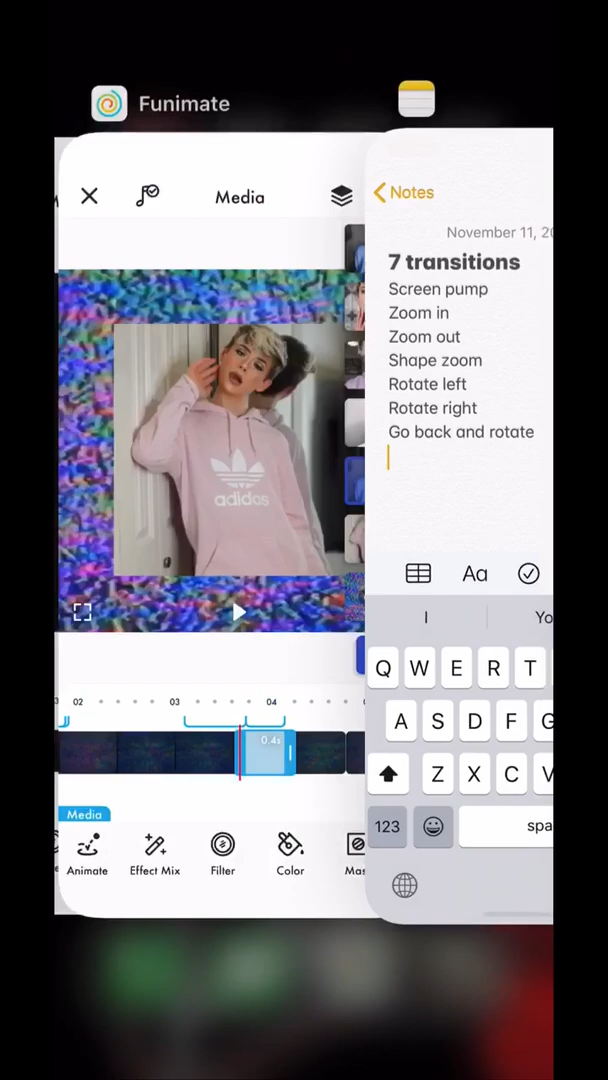 Funimate
Media
adidas
02
03
04
0.4s
Media
Animate
Effect Mix
Filter
Color
Notes
November 11, 20
7 transitions
Screen pump
Zoom in
Zoom out
Shape zoom
Rotate left
Rotate right
Go back and rotate
Aa
I
Yo
Q W E R T
A S D F G
Z X C V
123
spa